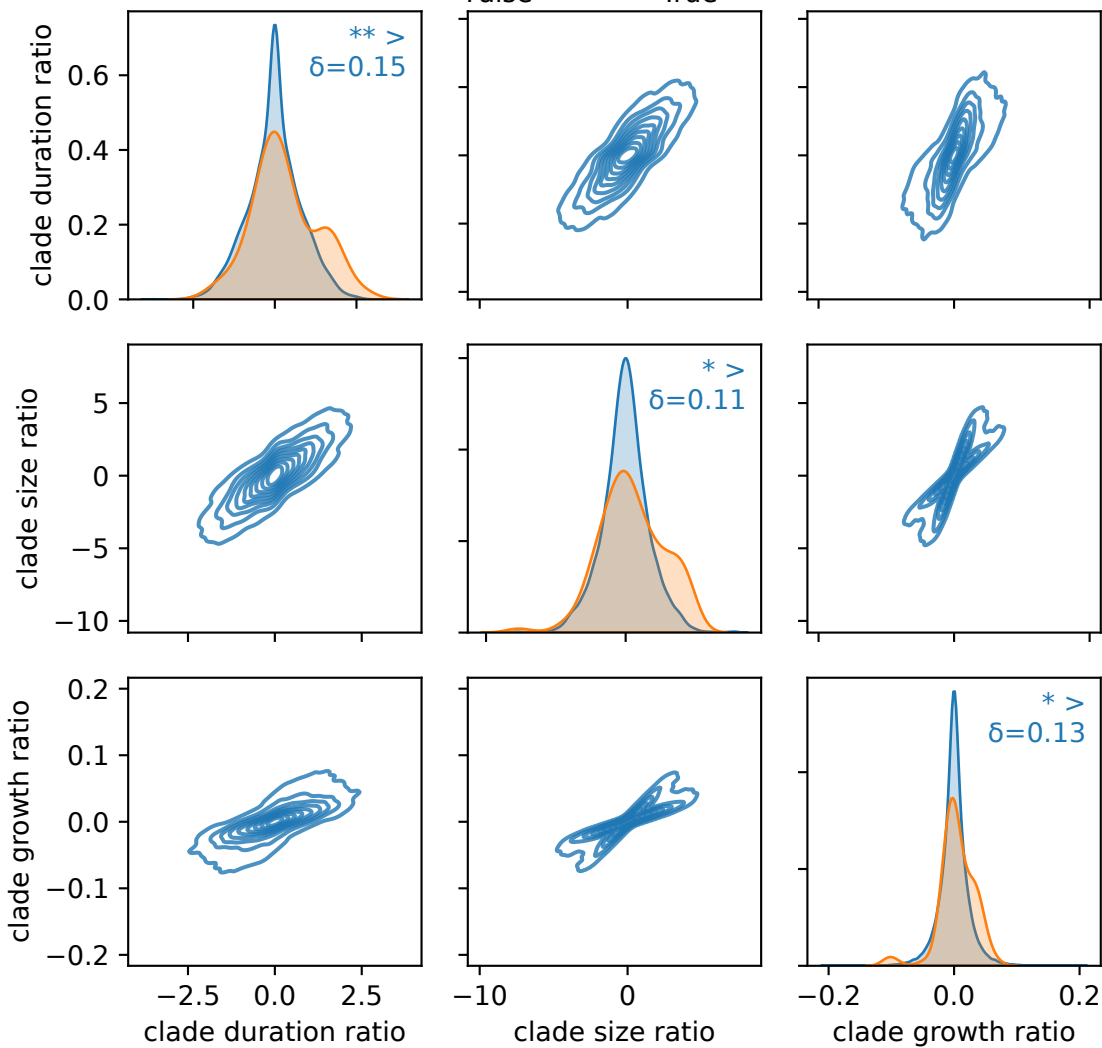 False True
clade duration ratio
0.6
0.4
0.2
0.0
** >
δ=0.15
clade size ratio
5
0
−5
−10
* >
δ=0.11
clade growth ratio
0.2
0.1
0.0
−0.1
−0.2
* >
δ=0.13
−2.5 0.0 2.5
−10 0
−0.2 0.0 0.2
clade duration ratio
clade size ratio
clade growth ratio